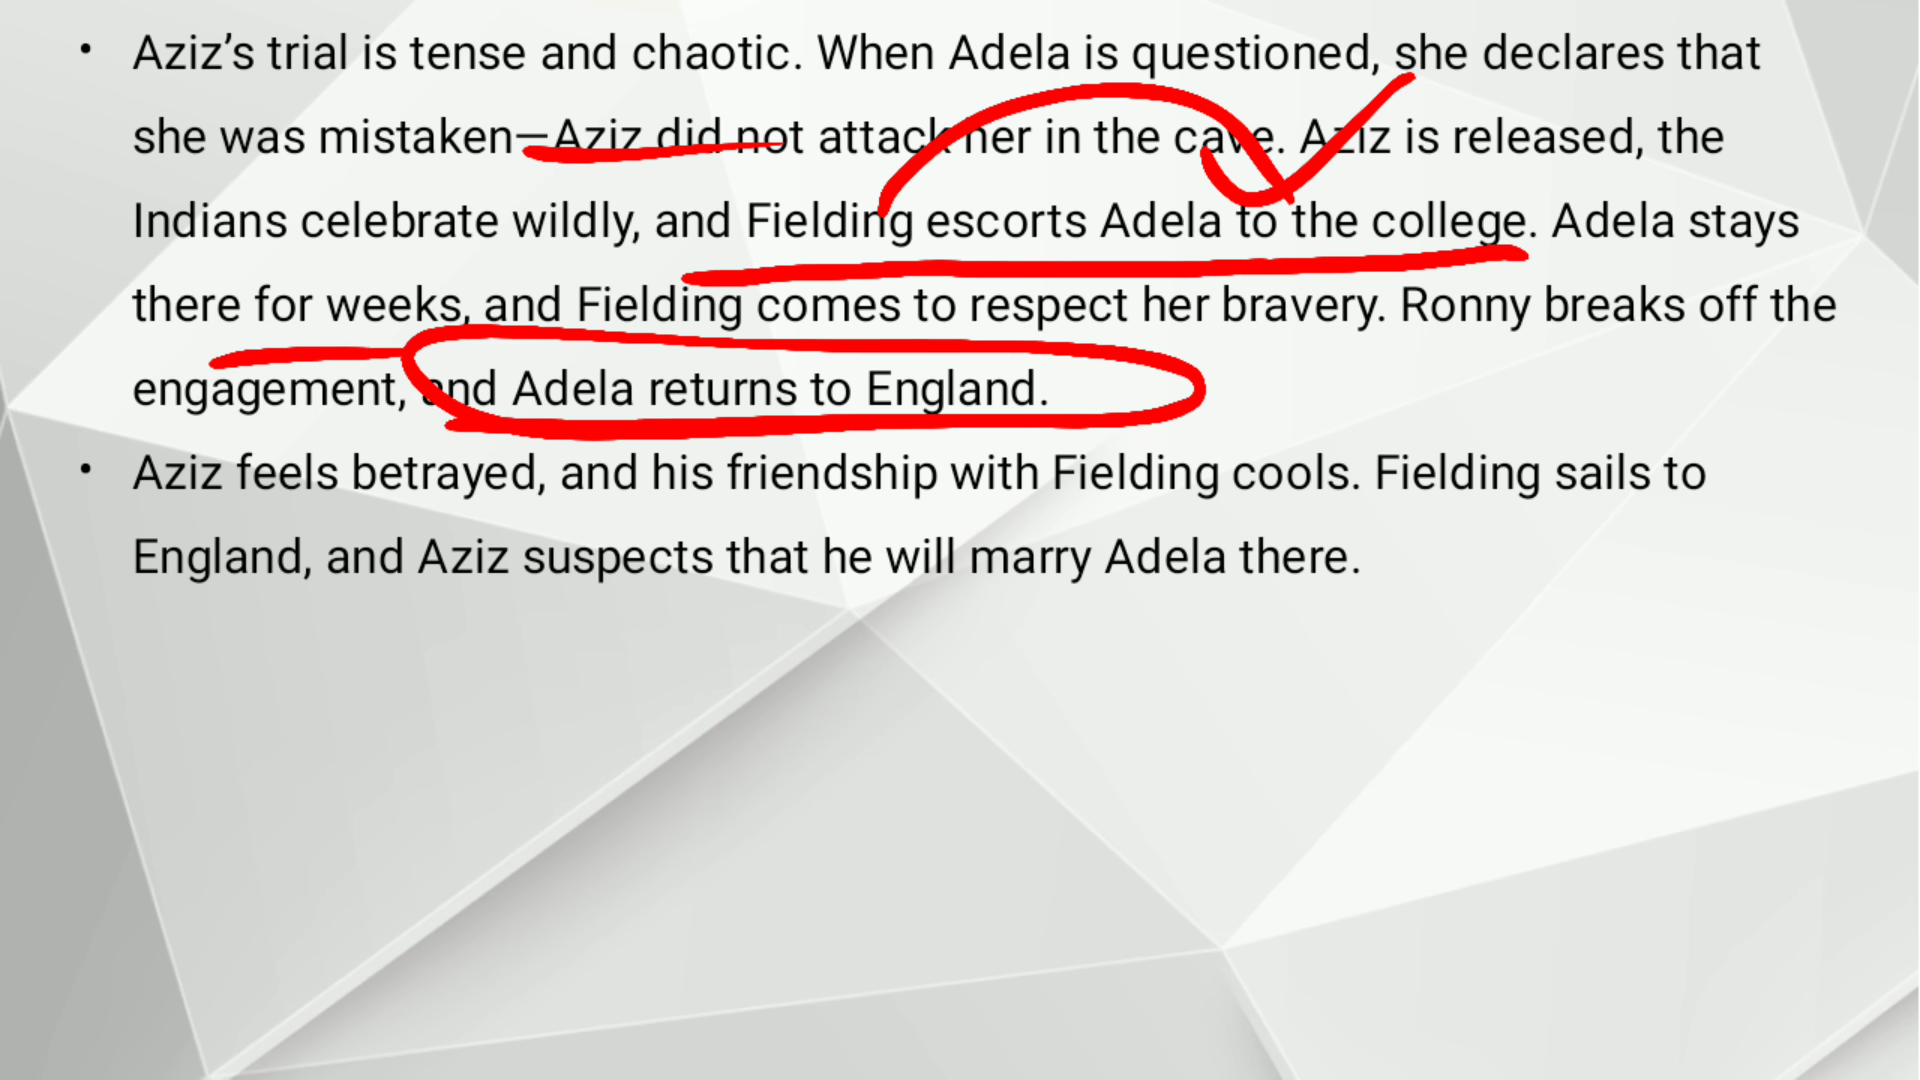 • Aziz’s trial is tense and chaotic. When Adela is questioned, she declares that
she was mistaken—Aziz did not attack her in the cave. Aziz is released, the
Indians celebrate wildly, and Fielding escorts Adela to the college. Adela stays
there for weeks, and Fielding comes to respect her bravery. Ronny breaks off the
engagement, and Adela returns to England.
• Aziz feels betrayed, and his friendship with Fielding cools. Fielding sails to
England, and Aziz suspects that he will marry Adela there.